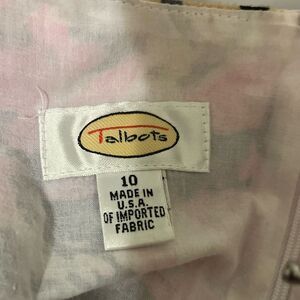 Talbots
10
MADE IN
U.S.A.
OF IMPORTED
FABRIC